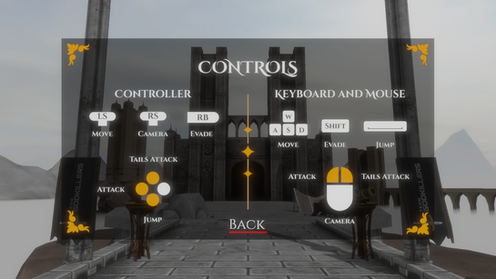 CONTROLS
CONTROLLER
LS
RS
RB
MOVE
CAMERA
EVADE
TAILS ATTACK
ATTACK
JUMP
KEYBOARD AND MOUSE
W
A S D
SHIFT
MOVE
EVADE
JUMP
ATTACK
TAILS ATTACK
CAMERA
BACK